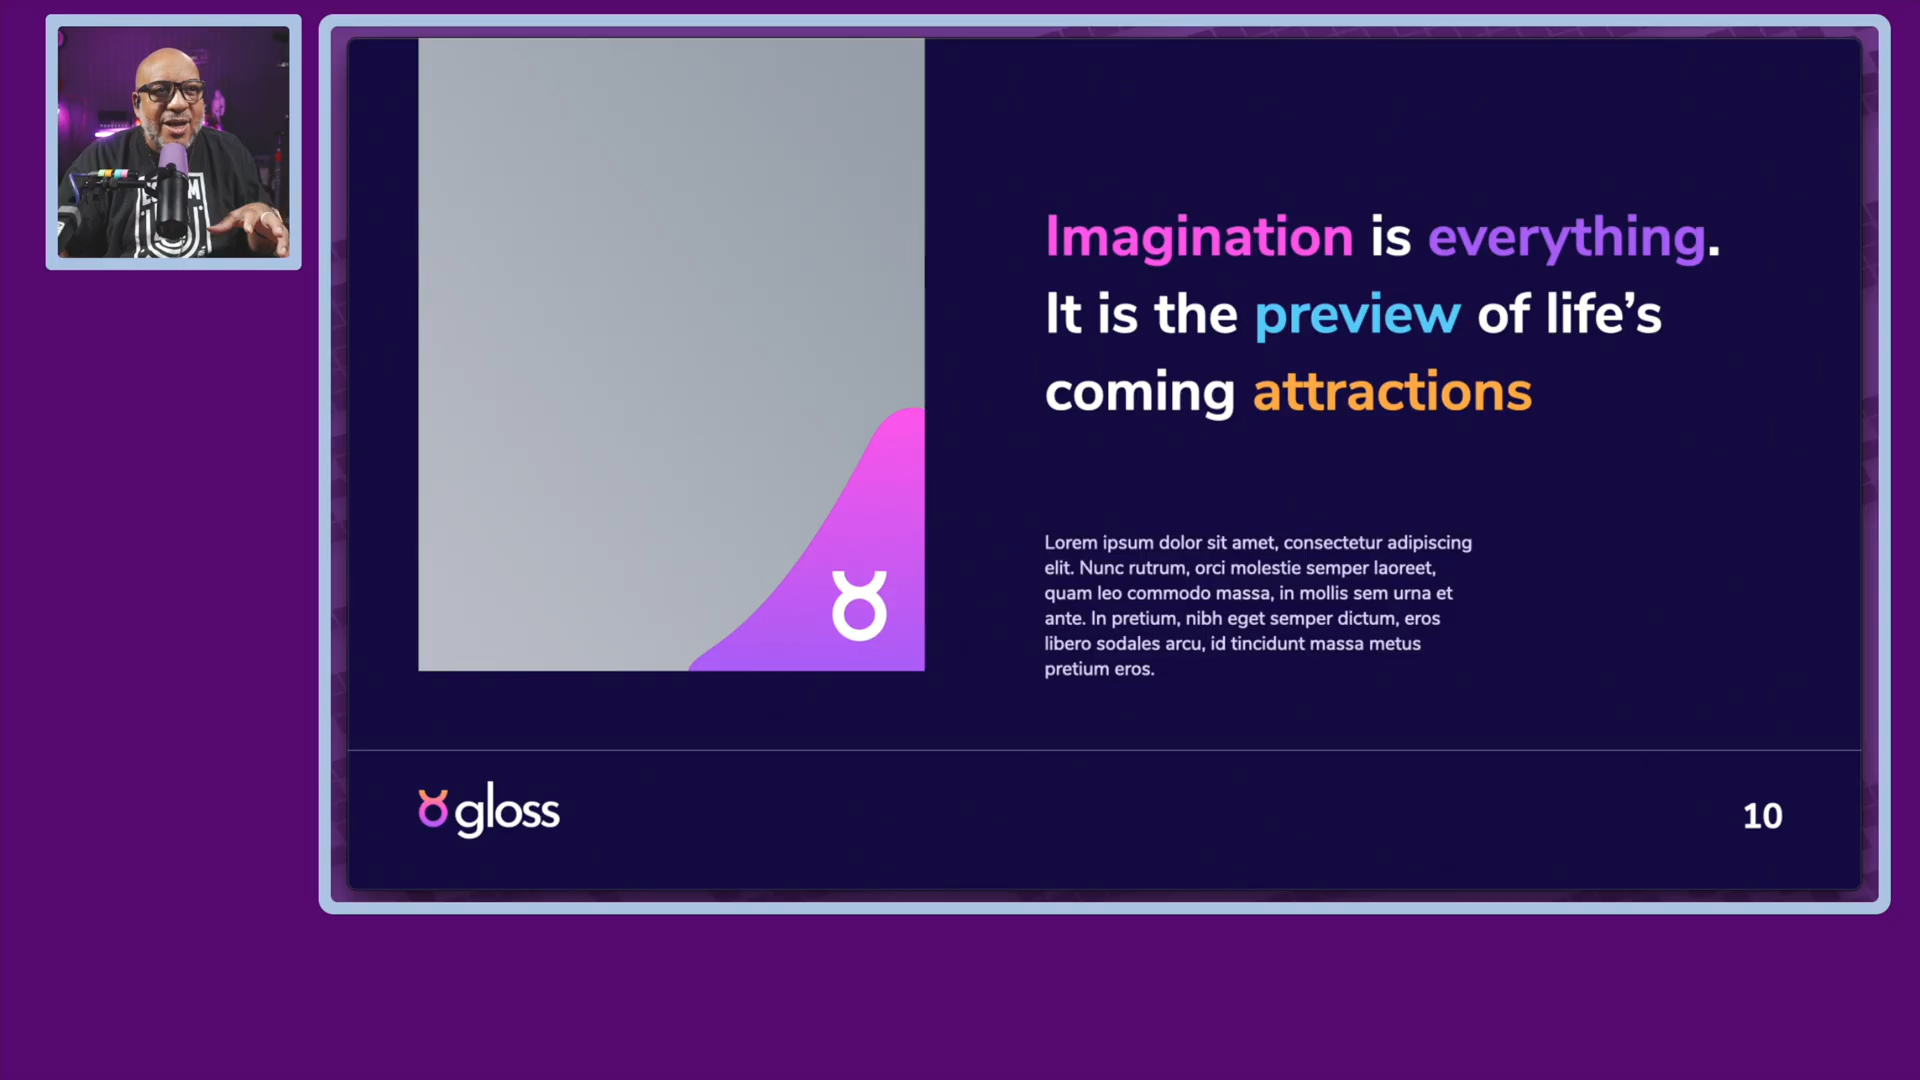 Imagination is everything.
It is the preview of life’s
coming attractions
Lorem ipsum dolor sit amet, consectetur adipiscing
elit. Nunc rutrum, orci molestie semper laoreet,
quam leo commodo massa, in mollis sem urna et
ante. In pretium, nibh eget semper dictum, eros
libero sodales arcu, id tincidunt massa metus
pretium eros.
gloss
10